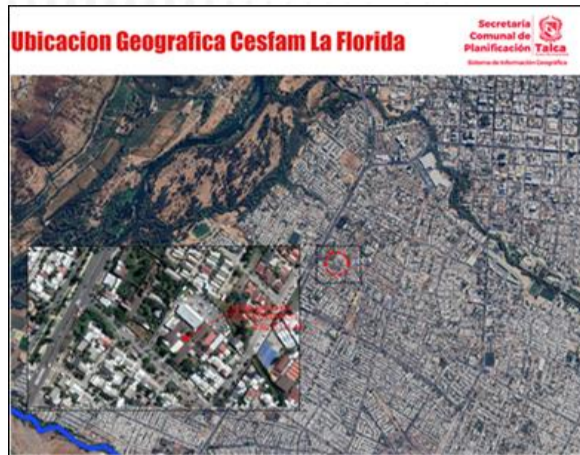 Ubicacion Geografica Cesfam La Florida
Secretaría
Comunal de
Planificación
Talca
Sistema de Información Geográfica